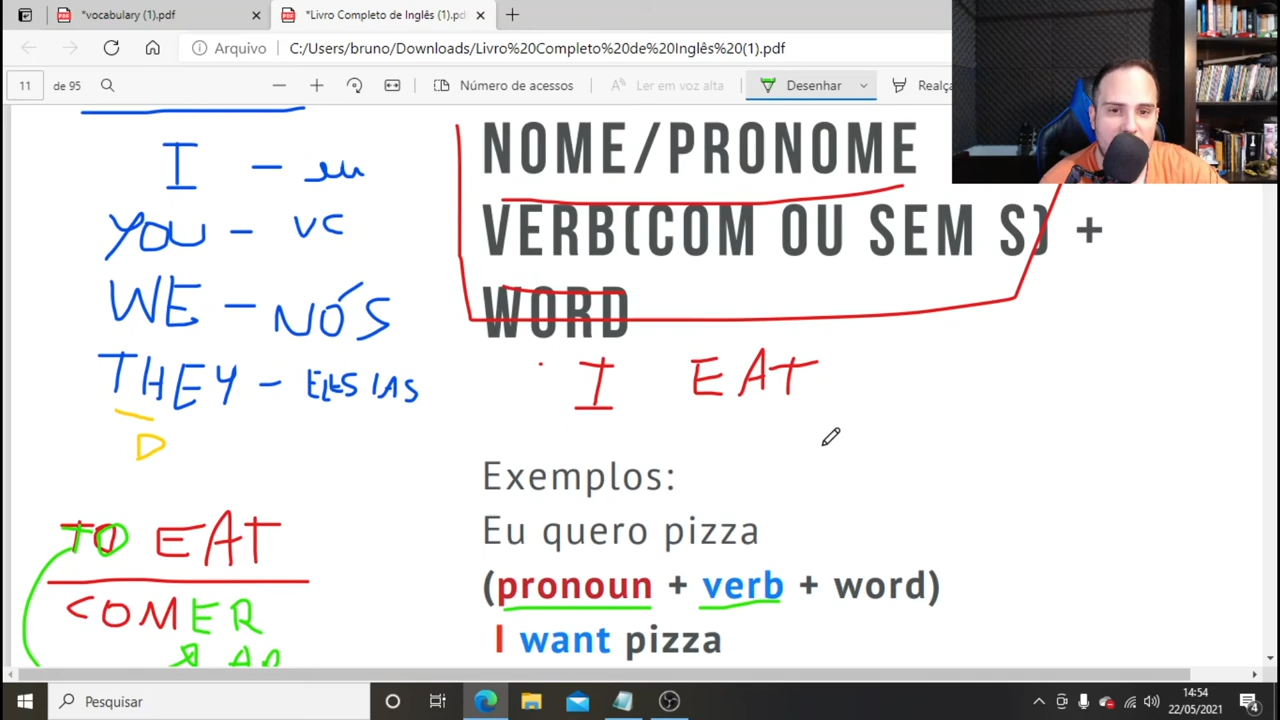 *vocabulary (1).pdf
*Livro Completo de Inglês (1).pd
Arquivo C:/Users/bruno/Downloads/Livro%20Completo%20de%20Inglês%20(1).pdf
11 de 95 Número de acessos Ler em voz alta Desenhar Realça
I - eu
YOU - VC
WE - NÓS
THEY - ELES/AS
D
TO EAT
COMER
AR
NOME/PRONOME
VERB(COM OU SEM S) +
WORD
I EAT
Exemplos:
Eu quero pizza
(pronoun + verb + word)
I want pizza
Pesquisar
14:54
22/05/2021
4